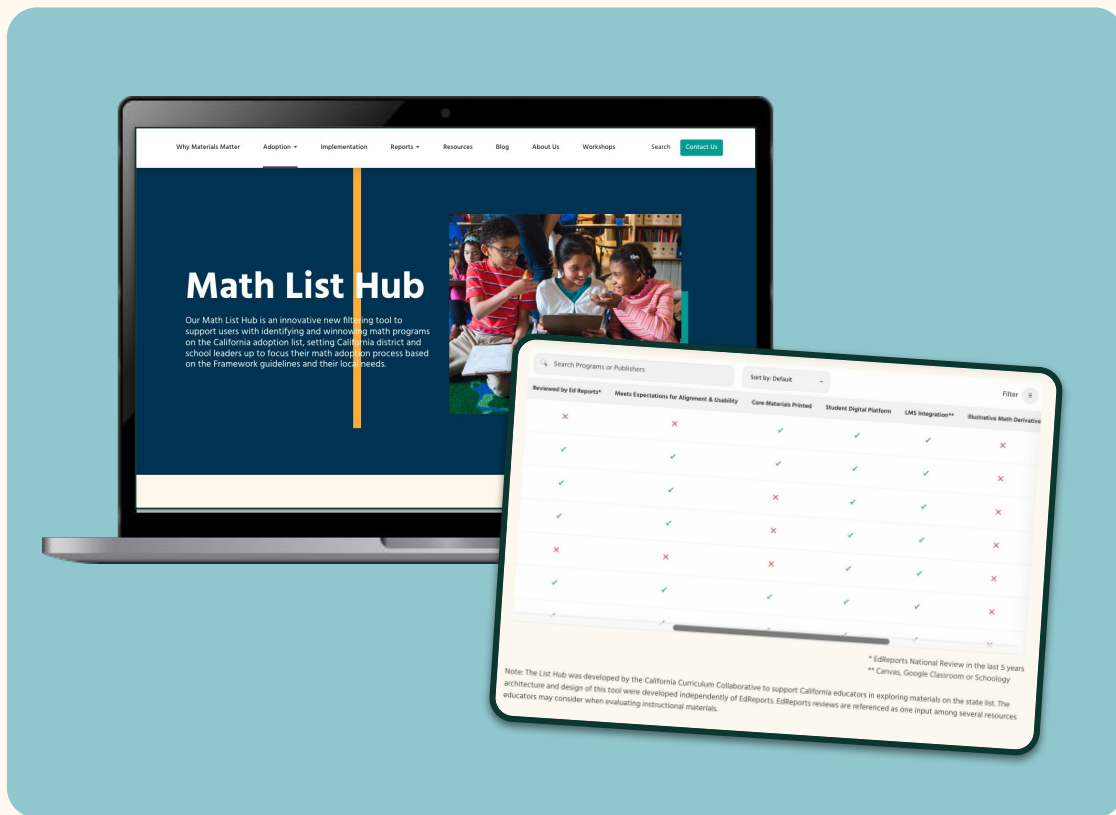 Why Materials Matter
Adoption
Implementation
Reports
Resources
Blog
About Us
Workshops
Search
Contact Us
Math List Hub
Our Math List Hub is an innovative new filtering tool to
support users with identifying and winnowing math programs
on the California adoption list, setting California district and
school leaders up to focus their math adoption process based
on the Framework guidelines and their local needs.
Search Programs or Publishers
Sort by: Default
Filter
Reviewed by Ed Reports*
Meets Expectations for Alignment & Usability
Core Materials Printed
Student Digital Platform
LMS Integration**
Illustrative Math Derivative
* EdReports National Review in the last 5 years
** Canvas, Google Classroom or Schoology
Note: The List Hub was developed by the California Curriculum Collaborative to support California educators in exploring materials on the state list. The
architecture and design of this tool were developed independently of EdReports. EdReports reviews are referenced as one input among several resources
educators may consider when evaluating instructional materials.